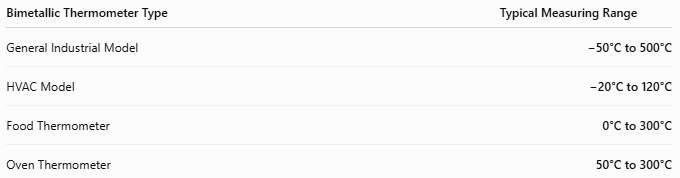 Bimetallic Thermometer Type Typical Measuring Range
General Industrial Model −50°C to 500°C
HVAC Model −20°C to 120°C
Food Thermometer 0°C to 300°C
Oven Thermometer 50°C to 300°C